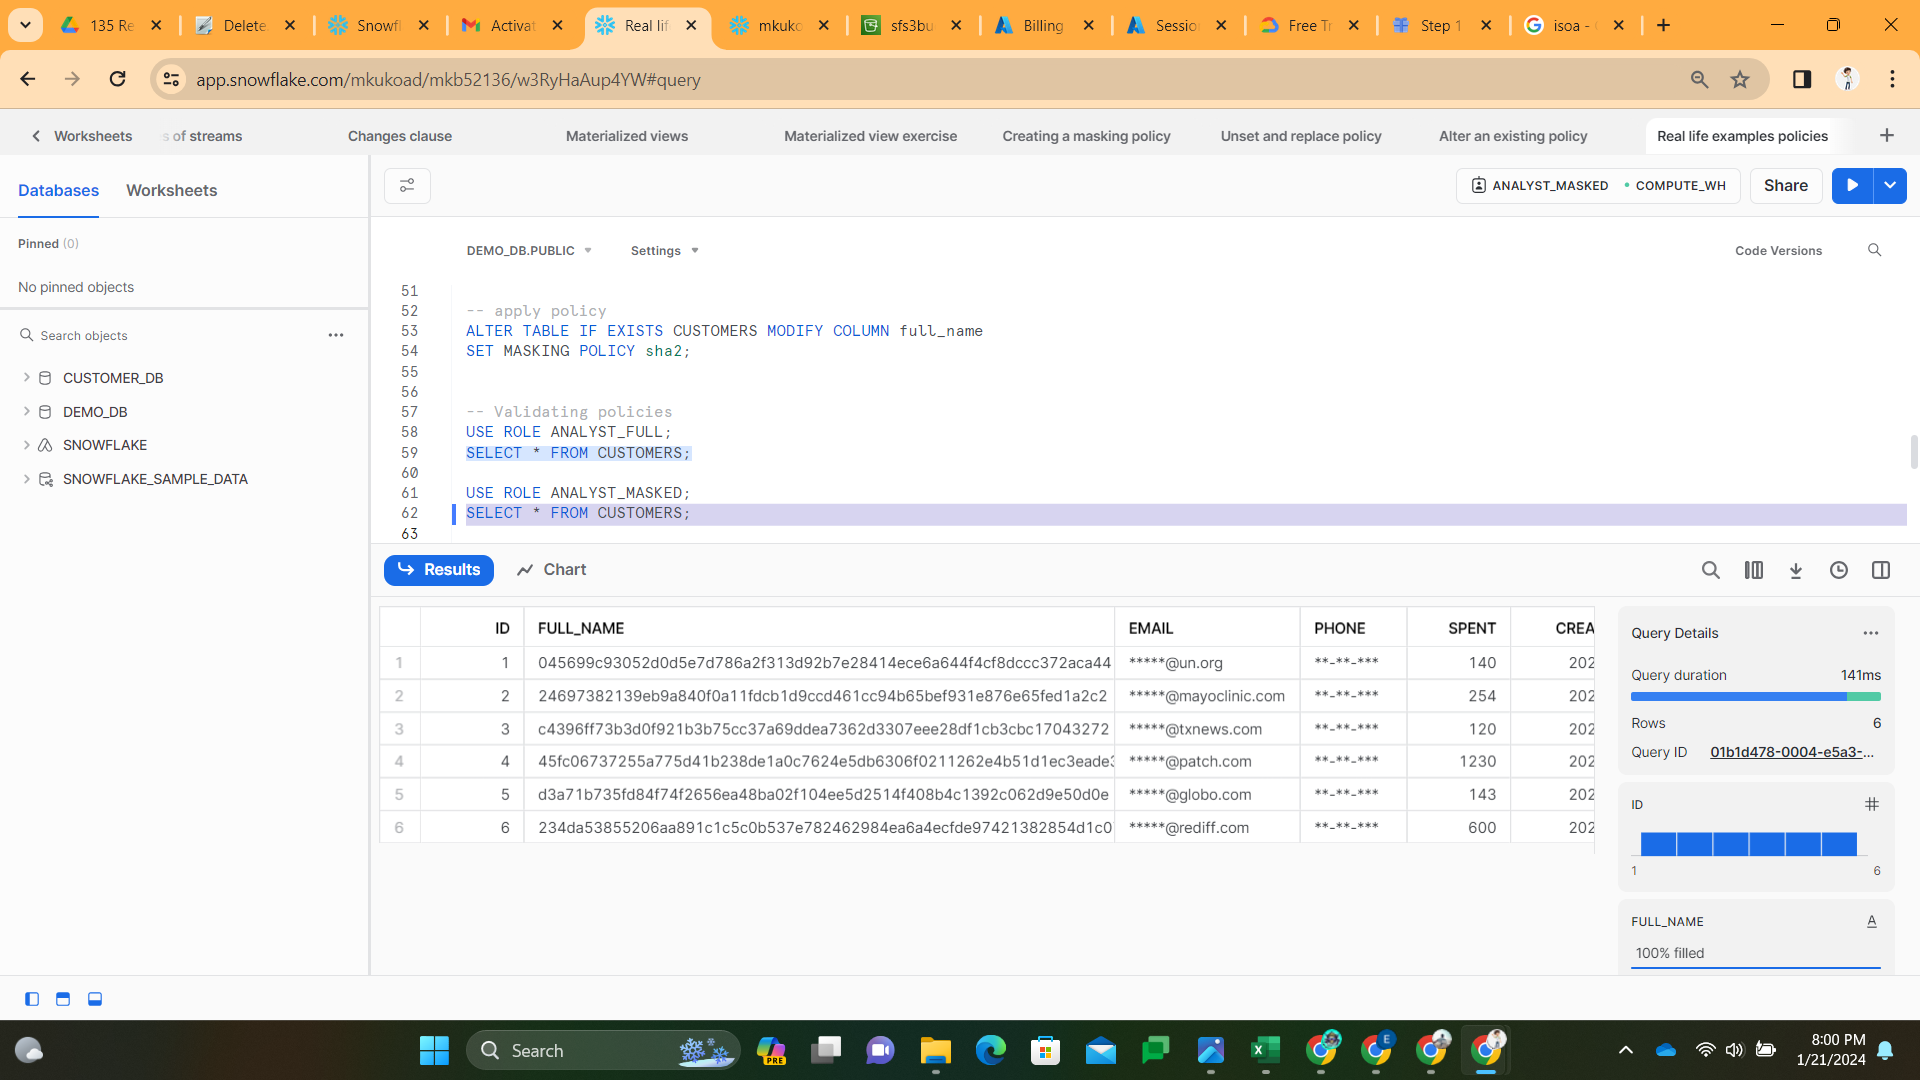 135 Re
Delete
Snowfl
Activat
Real lif
mkuko
sfs3bu
Billing
Sessio
Free Tr
Step 1
isoa -
app.snowflake.com/mkukoad/mkb52136/w3RyHaAup4YW#query
Worksheets
s of streams
Changes clause
Materialized views
Materialized view exercise
Creating a masking policy
Unset and replace policy
Alter an existing policy
Real life examples policies
Databases
Worksheets
ANALYST_MASKED
COMPUTE_WH
Share
Pinned (0)
No pinned objects
Search objects
CUSTOMER_DB
DEMO_DB
SNOWFLAKE
SNOWFLAKE_SAMPLE_DATA
DEMO_DB.PUBLIC
Settings
Code Versions
51
52 -- apply policy
53 ALTER TABLE IF EXISTS CUSTOMERS MODIFY COLUMN full_name
54 SET MASKING POLICY sha2;
55
56
57 -- Validating policies
58 USE ROLE ANALYST_FULL;
59 SELECT * FROM CUSTOMERS;
60
61 USE ROLE ANALYST_MASKED;
62 SELECT * FROM CUSTOMERS;
63
Results
Chart
ID FULL_NAME EMAIL PHONE SPENT CREA
1 1 045699c93052d0d5e7d786a2f313d92b7e28414ece6a644f4cf8dccc372aca44 *****@un.org **-**-*** 140 202
2 2 24697382139eb9a840f0a11fdcb1d9ccd461cc94b65bef931e876e65fed1a2c2 *****@mayoclinic.com **-**-*** 254 202
3 3 c4396ff73b3d0f921b3b75cc37a69ddea7362d3307eee28df1cb3cbc17043272 *****@txnews.com **-**-*** 120 202
4 4 45fc06737255a775d41b238de1a0c7624e5db6306f0211262e4b51d1ec3eade3 *****@patch.com **-**-*** 1230 202
5 5 d3a71b735fd84f74f2656ea48ba02f104ee5d2514f408b4c1392c062d9e50d0e *****@globo.com **-**-*** 143 202
6 6 234da53855206aa891c1c5c0b537e782462984ea6a4ecfde97421382854d1c0 *****@rediff.com **-**-*** 600 202
Query Details
Query duration 141ms
Rows 6
Query ID 01b1d478-0004-e5a3-...
ID
1 6
FULL_NAME A
100% filled
Search
PRE
E
8:00 PM
1/21/2024